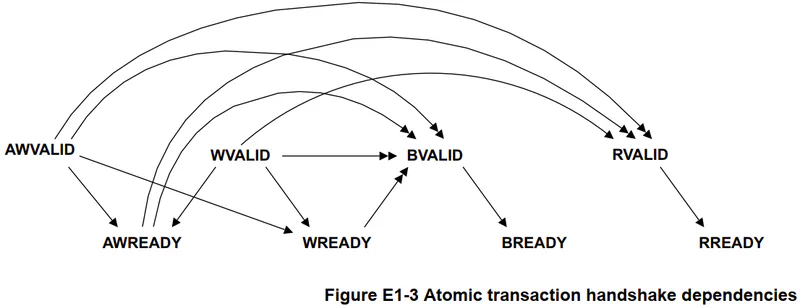 AWVALID
WVALID
BVALID
RVALID
AWREADY
WREADY
BREADY
RREADY
Figure E1-3 Atomic transaction handshake dependencies